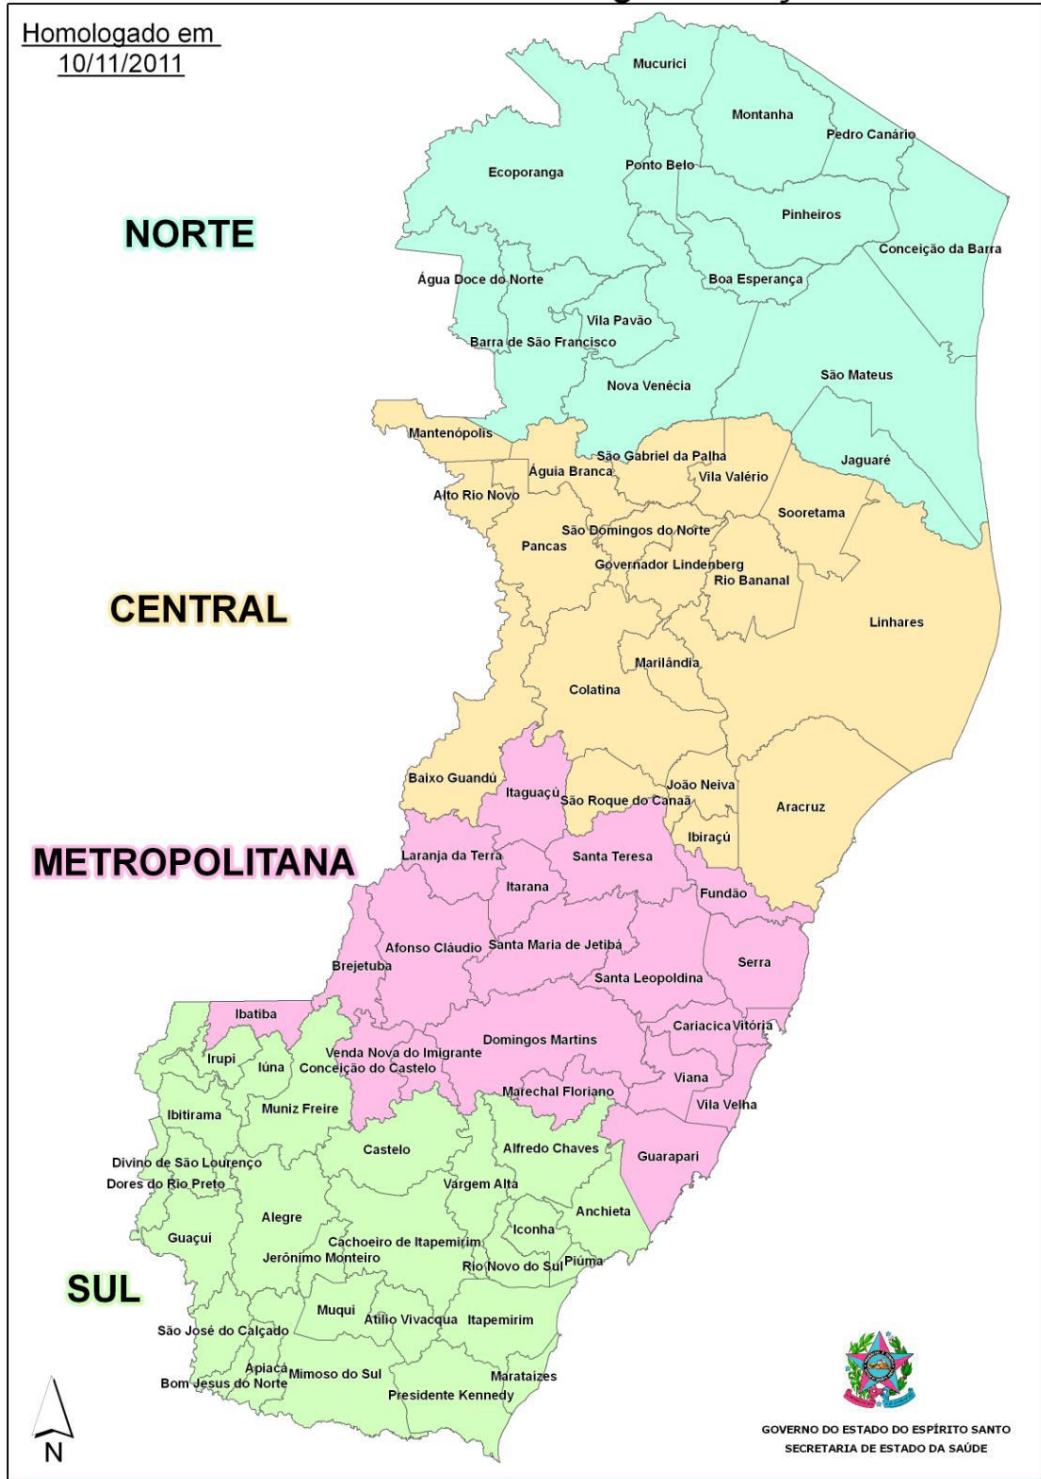 Homologado em
10/11/2011
Mucurici
Montanha
Pedro Canário
Ponto Belo
Ecoporanga
Pinheiros
NORTE
Conceição da Barra
Água Doce do Norte
Boa Esperança
Vila Pavão
Barra de São Francisco
São Mateus
Nova Venécia
Mantenópolis
São Gabriel da Palha
Jaguaré
Águia Branca
Vila Valério
Alto Rio Novo
Sooretama
São Domingos do Norte
Pancas
Governador Lindenberg
Rio Bananal
CENTRAL
Linhares
Marilândia
Colatina
Baixo Guandú
João Neiva
Itaguaçú
São Roque do Canaã
Aracruz
Ibiraçú
METROPOLITANA
Laranja da Terra
Santa Teresa
Itarana
Fundão
Afonso Cláudio
Santa Maria de Jetibá
Serra
Brejetuba
Santa Leopoldina
Ibatiba
Cariacica
Vitória
Domingos Martins
Venda Nova do Imigrante
Irupi
Iúna
Conceição do Castelo
Viana
Marechal Floriano
Vila Velha
Muniz Freire
Ibitirama
Castelo
Alfredo Chaves
Guarapari
Divino de São Lourenço
Dores do Rio Preto
Vargem Alta
Anchieta
Alegre
Iconha
Guaçui
Cachoeiro de Itapemirim
Jerônimo Monteiro
Piúma
Rio Novo do Sul
SUL
Muqui
Atilio Vivacqua
Itapemirim
São José do Calçado
Apiacá
Mimoso do Sul
Marataizes
Bom Jesus do Norte
Presidente Kennedy
N
GOVERNO DO ESTADO DO ESPÍRITO SANTO
SECRETARIA DE ESTADO DA SAÚDE